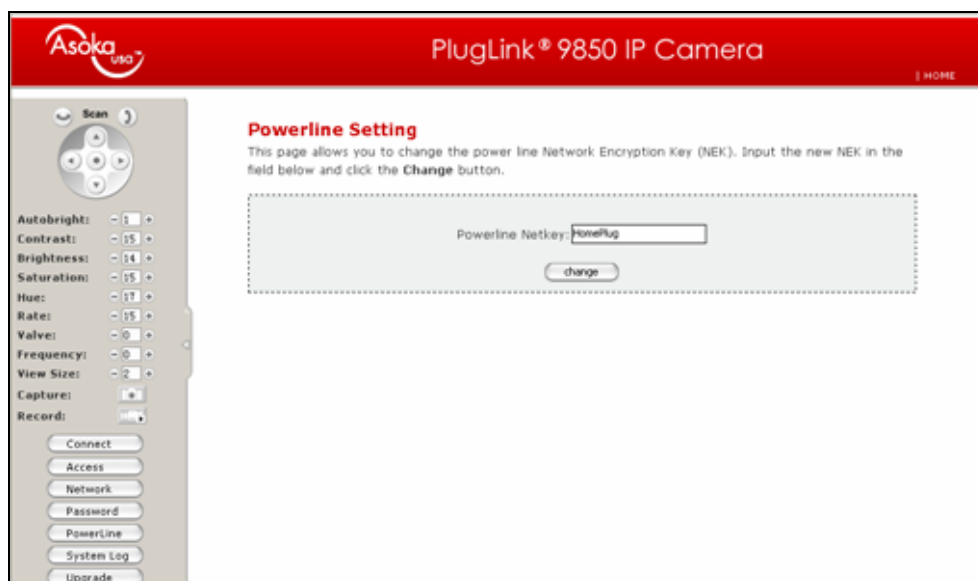 Asoka
USA™
PlugLink® 9850 IP Camera
| HOME
Scan
Autobright: - 1 +
Contrast: - 15 +
Brightness: - 14 +
Saturation: - 15 +
Hue: - 17 +
Rate: - 15 +
Valve: - 0 +
Frequency: - 0 +
View Size: - 2 +
Capture:
Record:
Connect
Access
Network
Password
PowerLine
System Log
Upgrade
Powerline Setting
This page allows you to change the power line Network Encryption Key (NEK). Input the new NEK in the
field below and click the Change button.
Powerline Netkey: HomePlug
change